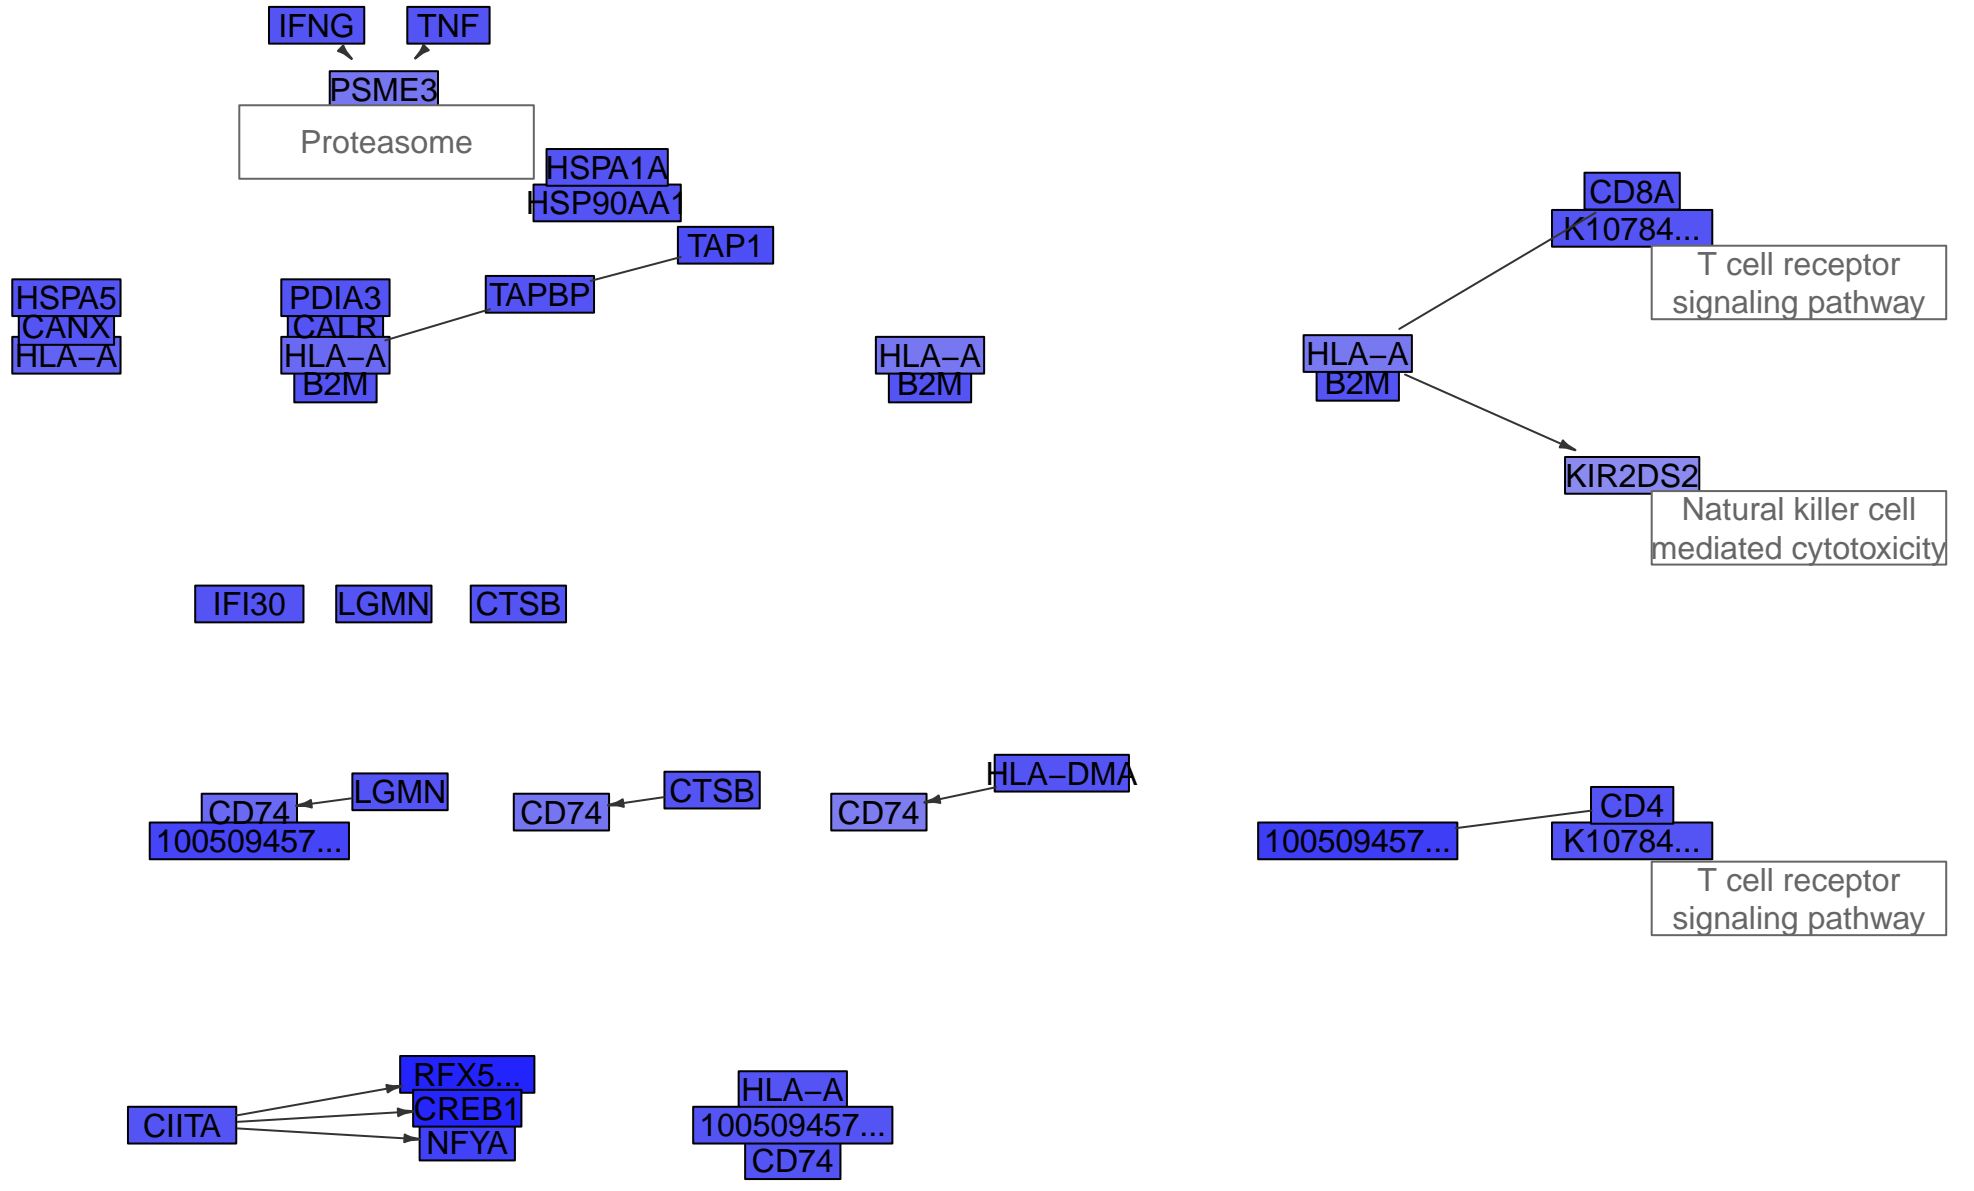 IFNG
TNF
PSME3
Proteasome
HSPA1A
HSP90AA1
TAP1
TAPBP
HSPA5
CANX
HLA−A
PDIA3
CALR
HLA−A
B2M
HLA−A
B2M
HLA−A
B2M
CD8A
K10784...
T cell receptor
signaling pathway
KIR2DS2
Natural killer cell
mediated cytotoxicity
IFI30
LGMN
CTSB
CD74
100509457...
LGMN
CD74
CTSB
CD74
HLA−DMA
100509457...
CD4
K10784...
T cell receptor
signaling pathway
CIITA
RFX5...
CREB1
NFYA
HLA−A
100509457...
CD74